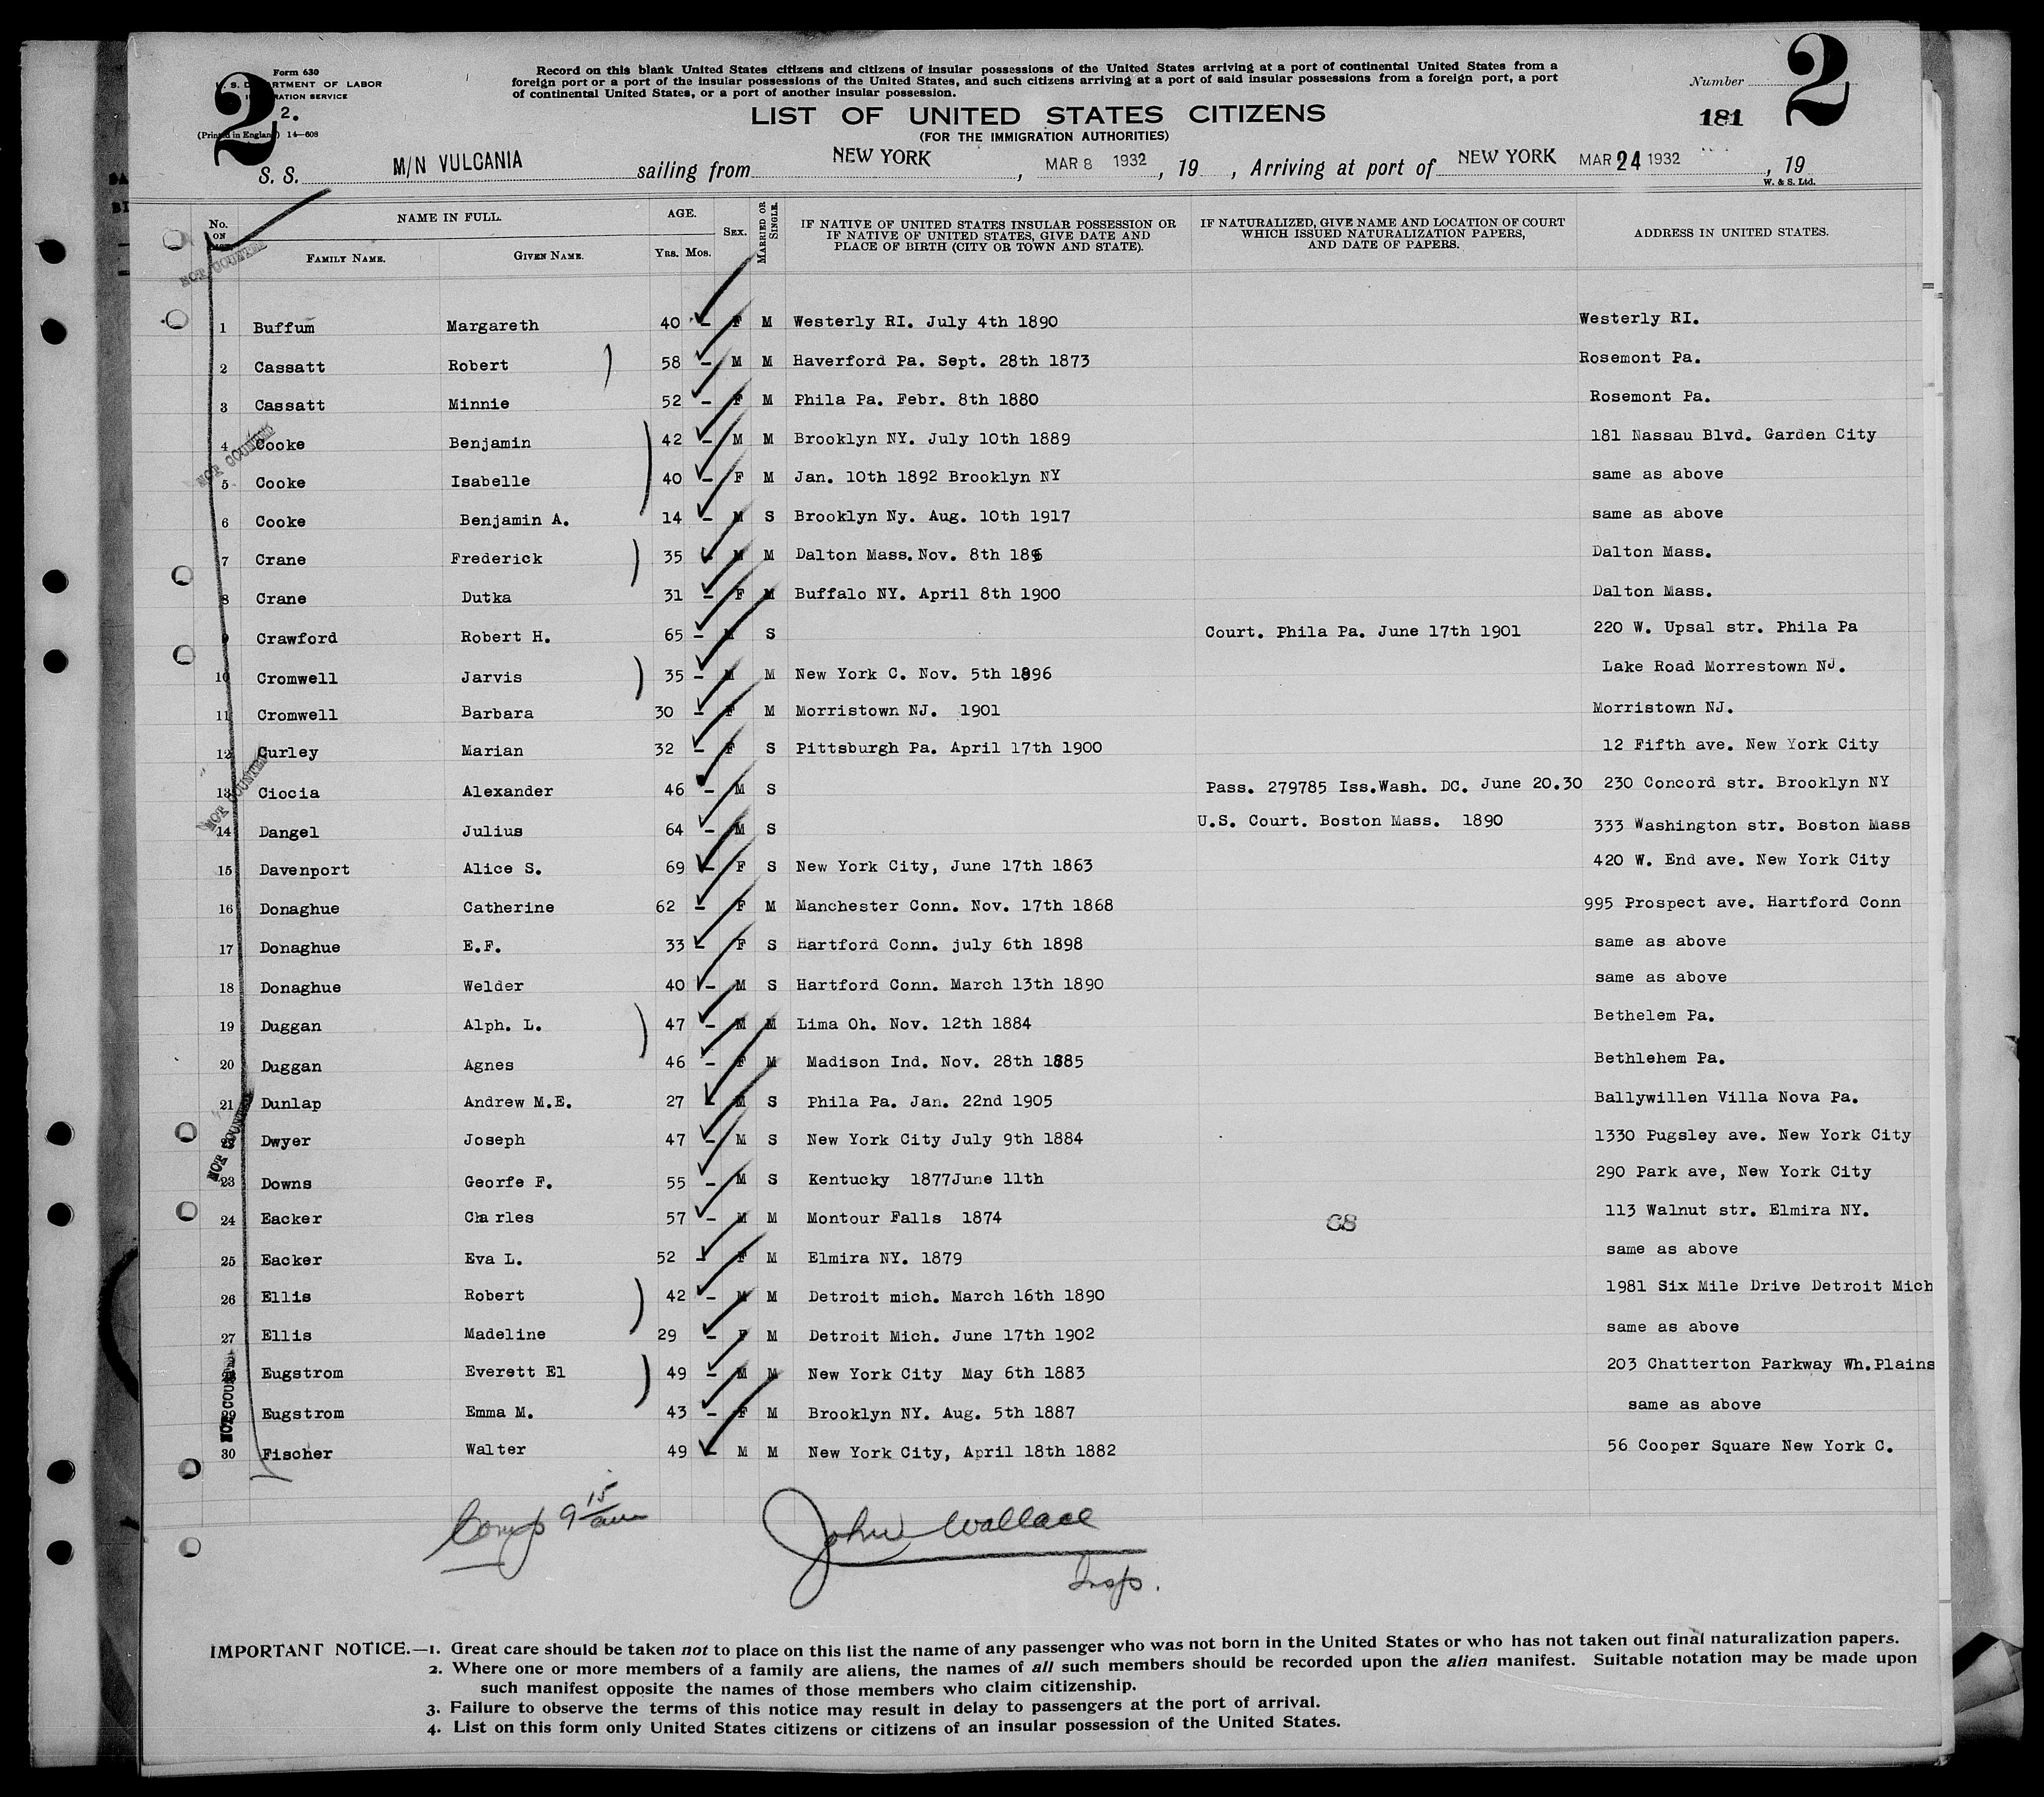 2
Form 630
U. S. DEPARTMENT OF LABOR
IMMIGRATION SERVICE
2.
(Printed in England) 14—608
Record on this blank United States citizens and citizens of insular possessions of the United States arriving at a port of continental United States from a
foreign port or a port of the insular possessions of the United States, and such citizens arriving at a port of said insular possessions from a foreign port, a port
of continental United States, or a port of another insular possession.
Number
2
181
LIST OF UNITED STATES CITIZENS
(FOR THE IMMIGRATION AUTHORITIES)
S. S. M/N VULCANIA sailing from NEW YORK, MAR 8 1932, 19 , Arriving at port of NEW YORK MAR 24 1932, 19
W. & S. Ltd.
No. ON LIST. NAME IN FULL. AGE. SEX. MARRIED OR SINGLE. IF NATIVE OF UNITED STATES INSULAR POSSESSION OR IF NATIVE OF UNITED STATES, GIVE DATE AND PLACE OF BIRTH (CITY OR TOWN AND STATE). IF NATURALIZED, GIVE NAME AND LOCATION OF COURT WHICH ISSUED NATURALIZATION PAPERS, AND DATE OF PAPERS. ADDRESS IN UNITED STATES.
FAMILY NAME. GIVEN NAME. YRS. MOS.
NOT COUNTED
1 Buffum Margareth 40 - F M Westerly RI. July 4th 1890 Westerly RI.
2 Cassatt Robert ) 58 - M M Haverford Pa. Sept. 28th 1873 Rosemont Pa.
3 Cassatt Minnie 52 - F M Phila Pa. Febr. 8th 1880 Rosemont Pa.
NOT COUNTED
4 Cooke Benjamin 42 - M M Brooklyn NY. July 10th 1889 181 Nassau Blvd. Garden City
5 Cooke Isabelle ) 40 - F M Jan. 10th 1892 Brooklyn NY same as above
6 Cooke Benjamin A. 14 - M S Brooklyn Ny. Aug. 10th 1917 same as above
7 Crane Frederick ) 35 - M M Dalton Mass. Nov. 8th 1896 Dalton Mass.
8 Crane Dutka 31 - F M Buffalo NY. April 8th 1900 Dalton Mass.
9 Crawford Robert H. 65 - M S Court. Phila Pa. June 17th 1901 220 W. Upsal str. Phila Pa
10 Cromwell Jarvis ) 35 - M M New York C. Nov. 5th 1896 Lake Road Morrestown NJ.
11 Cromwell Barbara 30 - F M Morristown NJ. 1901 Morristown NJ.
12 Curley Marian 32 - F S Pittsburgh Pa. April 17th 1900 12 Fifth ave. New York City
NOT COUNTED
13 Ciocia Alexander 46 - M S Pass. 279785 Iss.Wash. DC. June 20.30 230 Concord str. Brooklyn NY
14 Dangel Julius 64 - M S U.S. Court. Boston Mass. 1890 333 Washington str. Boston Mass
15 Davenport Alice S. 69 - F S New York City, June 17th 1863 420 W. End ave. New York City
16 Donaghue Catherine 62 - F M Manchester Conn. Nov. 17th 1868 995 Prospect ave. Hartford Conn
17 Donaghue E.F. 33 - F S Hartford Conn. july 6th 1898 same as above
18 Donaghue Welder 40 - M S Hartford Conn. March 13th 1890 same as above
19 Duggan Alph. L. ) 47 - M M Lima Oh. Nov. 12th 1884 Bethelem Pa.
20 Duggan Agnes 46 - F M Madison Ind. Nov. 28th 1885 Bethlehem Pa.
21 Dunlap Andrew M.E. 27 - M S Phila Pa. Jan. 22nd 1905 Ballywillen Villa Nova Pa.
NOT COUNTED
22 Dwyer Joseph 47 - M S New York City July 9th 1884 1330 Pugsley ave. New York City
23 Downs Georfe F. 55 - M S Kentucky 1877June 11th 290 Park ave, New York City
24 Eacker Charles 57 - M M Montour Falls 1874 C8 113 Walnut str. Elmira NY.
25 Eacker Eva L. 52 - F M Elmira NY. 1879 same as above
26 Ellis Robert ) 42 - M M Detroit mich. March 16th 1890 1981 Six Mile Drive Detroit Mich
27 Ellis Madeline 29 - F M Detroit Mich. June 17th 1902 same as above
28 Eugstrom Everett El ) 49 - M M New York City May 6th 1883 203 Chatterton Parkway Wh.Plains
NOT COUNTED
29 Eugstrom Emma M. 43 - F M Brooklyn NY. Aug. 5th 1887 same as above
30 Fischer Walter 49 - M M New York City, April 18th 1882 56 Cooper Square New York C.
Comp 9 15 am
John Wallace
Insp.
IMPORTANT NOTICE.—1. Great care should be taken not to place on this list the name of any passenger who was not born in the United States or who has not taken out final naturalization papers.
2. Where one or more members of a family are aliens, the names of all such members should be recorded upon the alien manifest. Suitable notation may be made upon
such manifest opposite the names of those members who claim citizenship.
3. Failure to observe the terms of this notice may result in delay to passengers at the port of arrival.
4. List on this form only United States citizens or citizens of an insular possession of the United States.